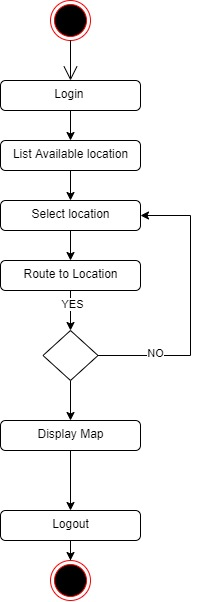 Login
List Available location
Select location
Route to Location
YES
NO
Display Map
Logout